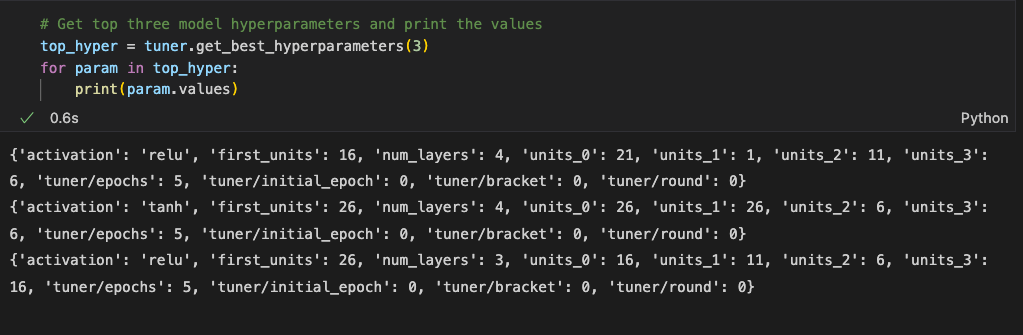 # Get top three model hyperparameters and print the values
top_hyper = tuner.get_best_hyperparameters(3)
for param in top_hyper:
    print(param.values)
0.6s
Python
{'activation': 'relu', 'first_units': 16, 'num_layers': 4, 'units_0': 21, 'units_1': 1, 'units_2': 11, 'units_3':
6, 'tuner/epochs': 5, 'tuner/initial_epoch': 0, 'tuner/bracket': 0, 'tuner/round': 0}
{'activation': 'tanh', 'first_units': 26, 'num_layers': 4, 'units_0': 26, 'units_1': 26, 'units_2': 6, 'units_3':
6, 'tuner/epochs': 5, 'tuner/initial_epoch': 0, 'tuner/bracket': 0, 'tuner/round': 0}
{'activation': 'relu', 'first_units': 26, 'num_layers': 3, 'units_0': 16, 'units_1': 11, 'units_2': 6, 'units_3':
16, 'tuner/epochs': 5, 'tuner/initial_epoch': 0, 'tuner/bracket': 0, 'tuner/round': 0}